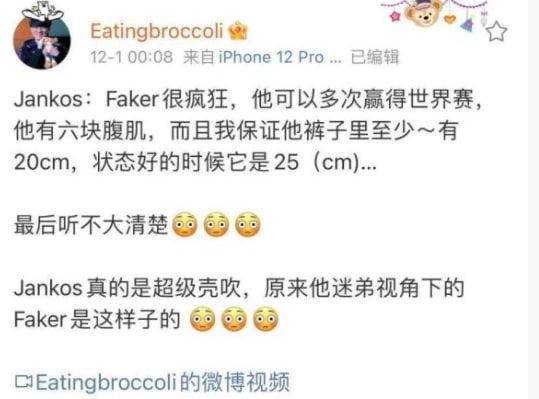 Eatingbroccoli
12-1 00:08 来自 iPhone 12 Pro ... 已编辑
Jankos：Faker很疯狂，他可以多次赢得世界赛，
他有六块腹肌，而且我保证他裤子里至少～有
20cm，状态好的时候它是25（cm)...
最后听不大清楚😳😳😳
Jankos真的是超级壳吹，原来他迷弟视角下的
Faker是这样子的 😳😳😳
Eatingbroccoli的微博视频